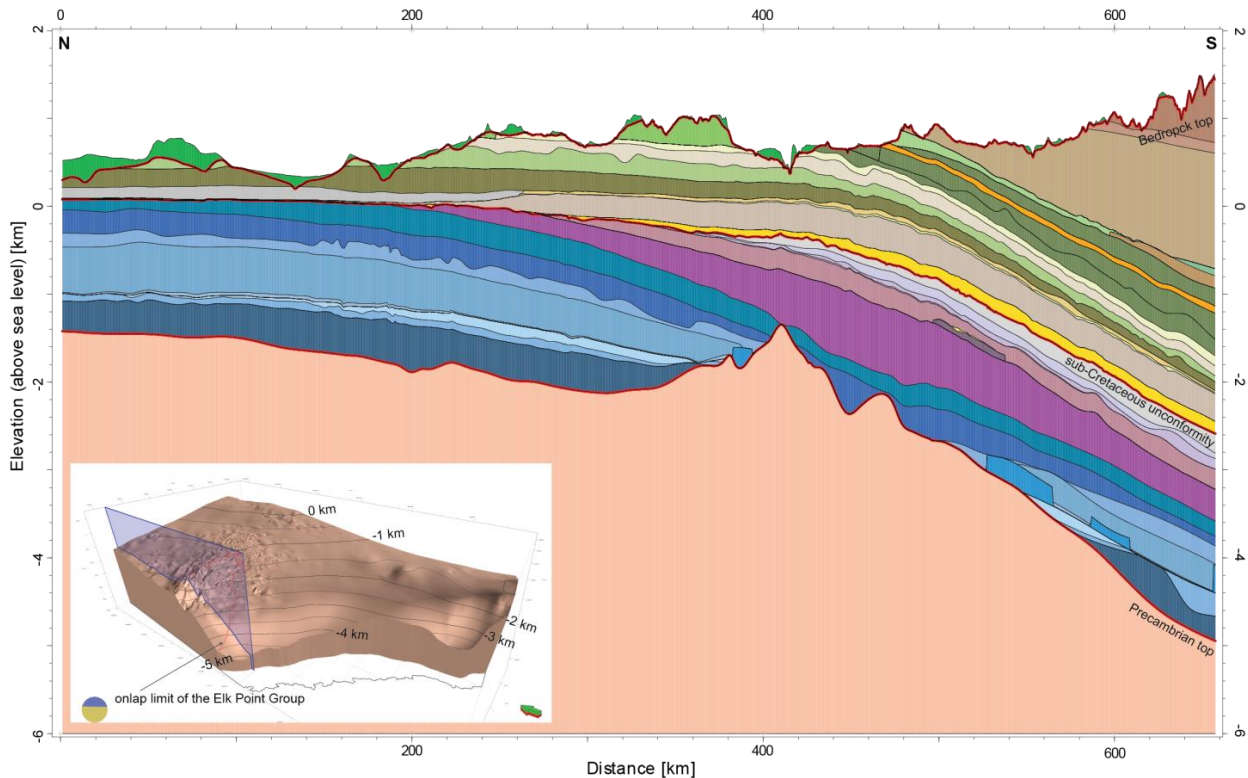 0 200 400 600
2 N S 2
Bedropck top
0 0
Elevation (above sea level) [km]
sub-Cretaceous unconformity
-2 -2
0 km
-1 km
-4 -4
-2 km
-3 km
-4 km
Precambrian top
-5 km
onlap limit of the Elk Point Group
-6 -6
0 200 400 600
Distance [km]